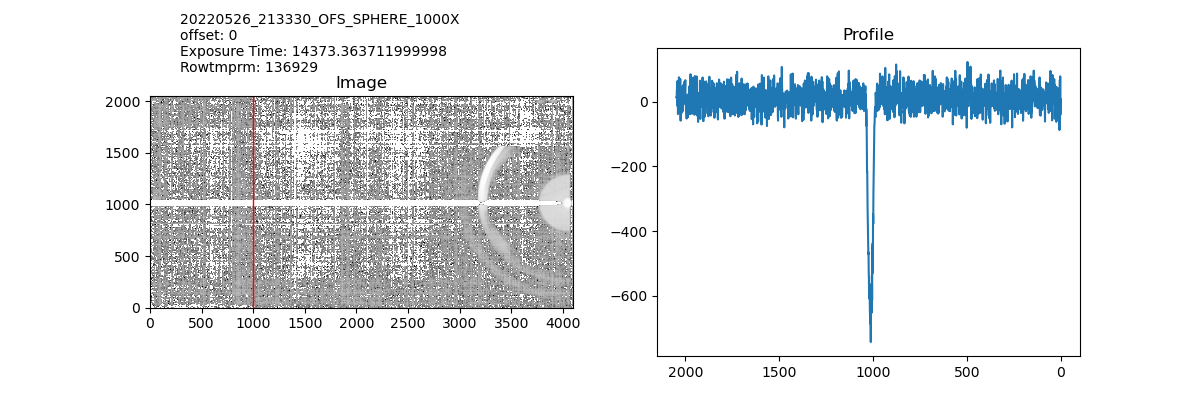 20220526_213330_OFS_SPHERE_1000X
offset: 0
Exposure Time: 14373.363711999998
Rowtmprm: 136929
Image
2000
1500
1000
500
0
0 500 1000 1500 2000 2500 3000 3500 4000
Profile
0
−200
−400
−600
2000 1500 1000 500 0